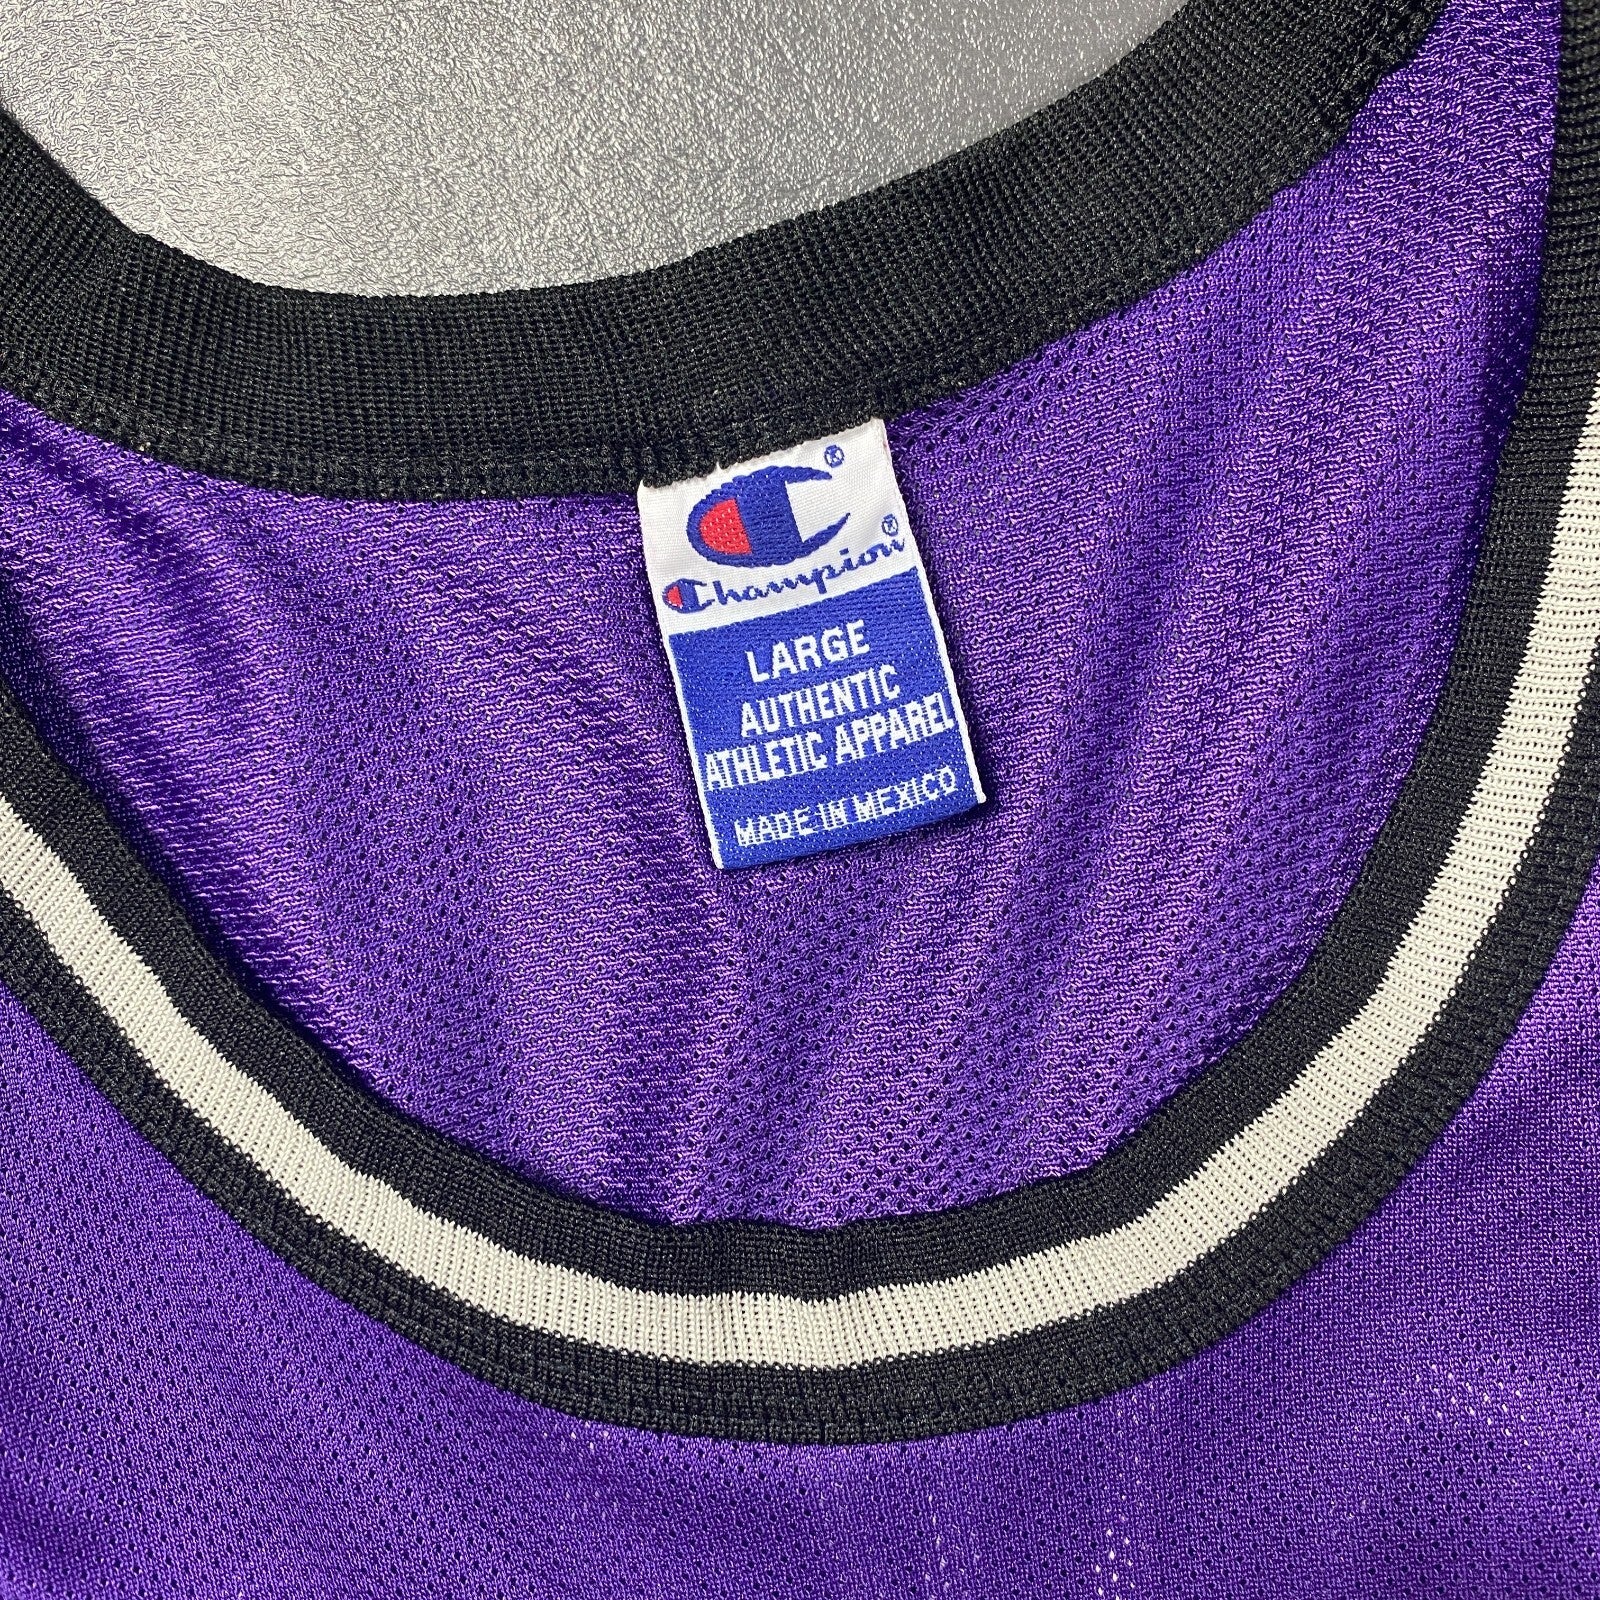 ®
Champion®
LARGE
AUTHENTIC
ATHLETIC APPAREL
MADE IN MEXICO